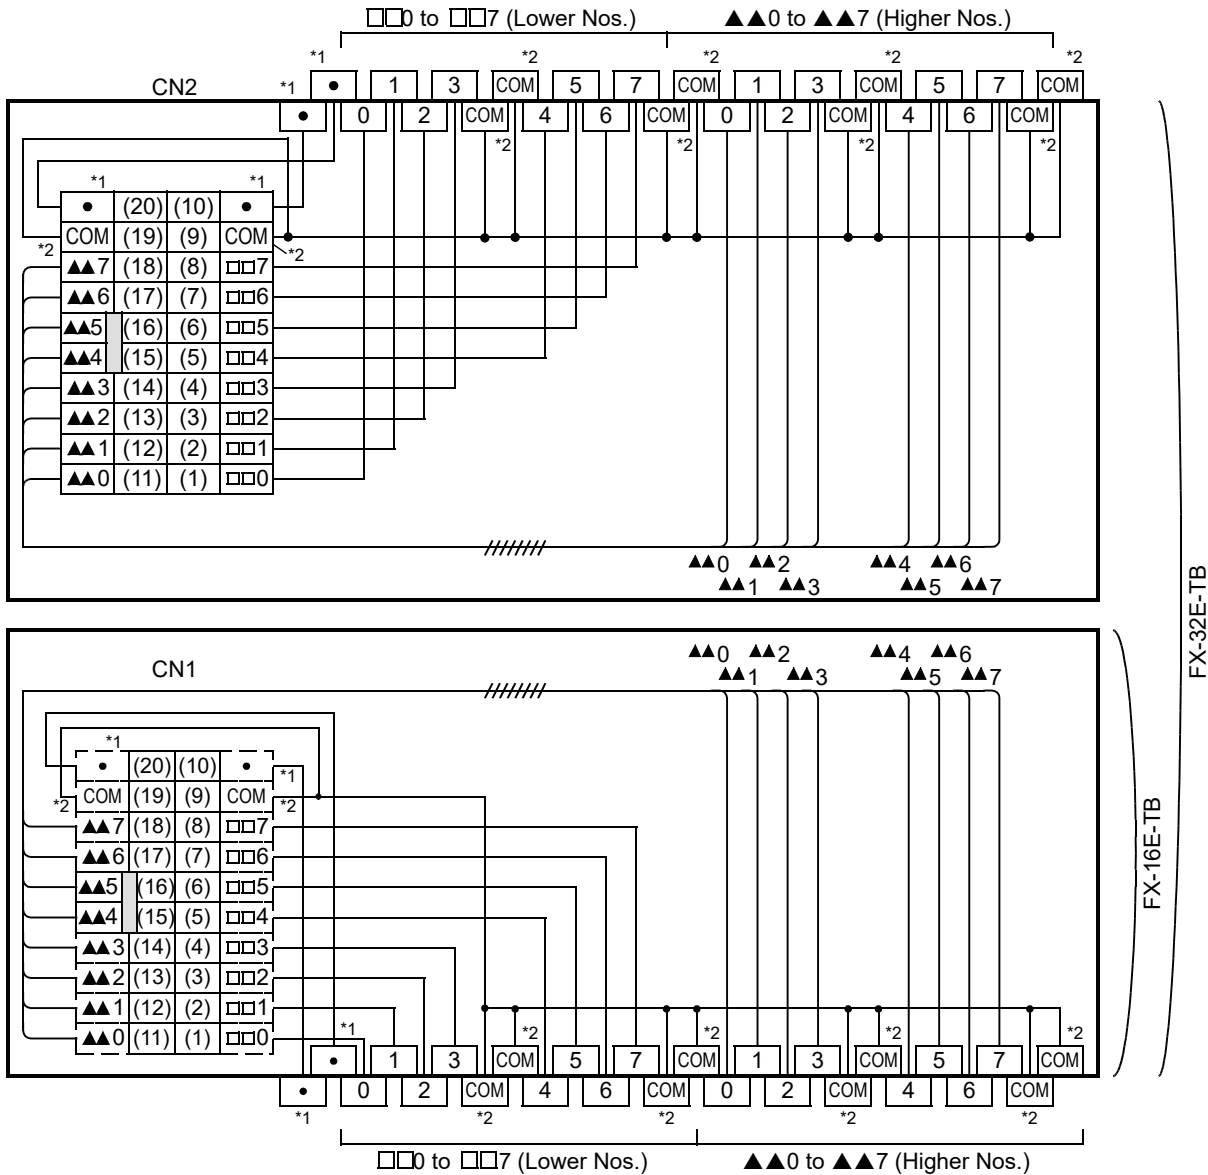 □□0 to □□7 (Lower Nos.) ▲▲0 to ▲▲7 (Higher Nos.)
*1 *2 *2 *2 *2
CN2 *1 • 1 3 COM 5 7 COM 1 3 COM 5 7 COM
• 0 2 COM 4 6 COM 0 2 COM 4 6 COM
*2 *2 *2 *2
*1 *1
• (20) (10) •
*2 COM (19) (9) COM *2
▲▲7 (18) (8) □□7
▲▲6 (17) (7) □□6
▲▲5 (16) (6) □□5
▲▲4 (15) (5) □□4
▲▲3 (14) (4) □□3
▲▲2 (13) (3) □□2
▲▲1 (12) (2) □□1
▲▲0 (11) (1) □□0
▲▲0 ▲▲2 ▲▲4 ▲▲6
▲▲1 ▲▲3 ▲▲5 ▲▲7
FX-32E-TB
CN1
▲▲0 ▲▲2 ▲▲4 ▲▲6
▲▲1 ▲▲3 ▲▲5 ▲▲7
*1
• (20) (10) • *1
*2 COM (19) (9) COM *2
▲▲7 (18) (8) □□7
▲▲6 (17) (7) □□6
▲▲5 (16) (6) □□5
▲▲4 (15) (5) □□4
▲▲3 (14) (4) □□3
▲▲2 (13) (3) □□2
▲▲1 (12) (2) □□1
▲▲0 (11) (1) □□0
FX-16E-TB
*1 *2 *2 *2 *2
• 1 3 COM 5 7 COM 1 3 COM 5 7 COM
• 0 2 COM 4 6 COM 0 2 COM 4 6 COM
*1 *2 *2 *2 *2
□□0 to □□7 (Lower Nos.) ▲▲0 to ▲▲7 (Higher Nos.)